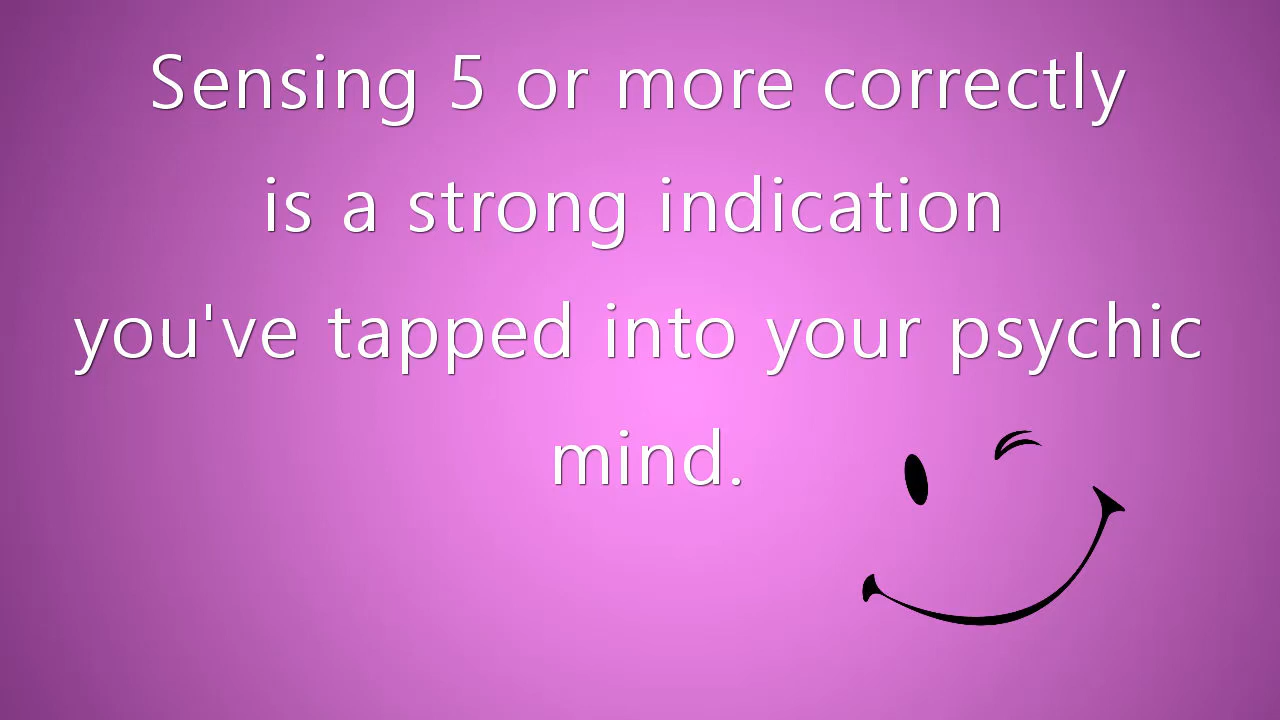 Sensing 5 or more correctly
is a strong indication
you've tapped into your psychic
mind.